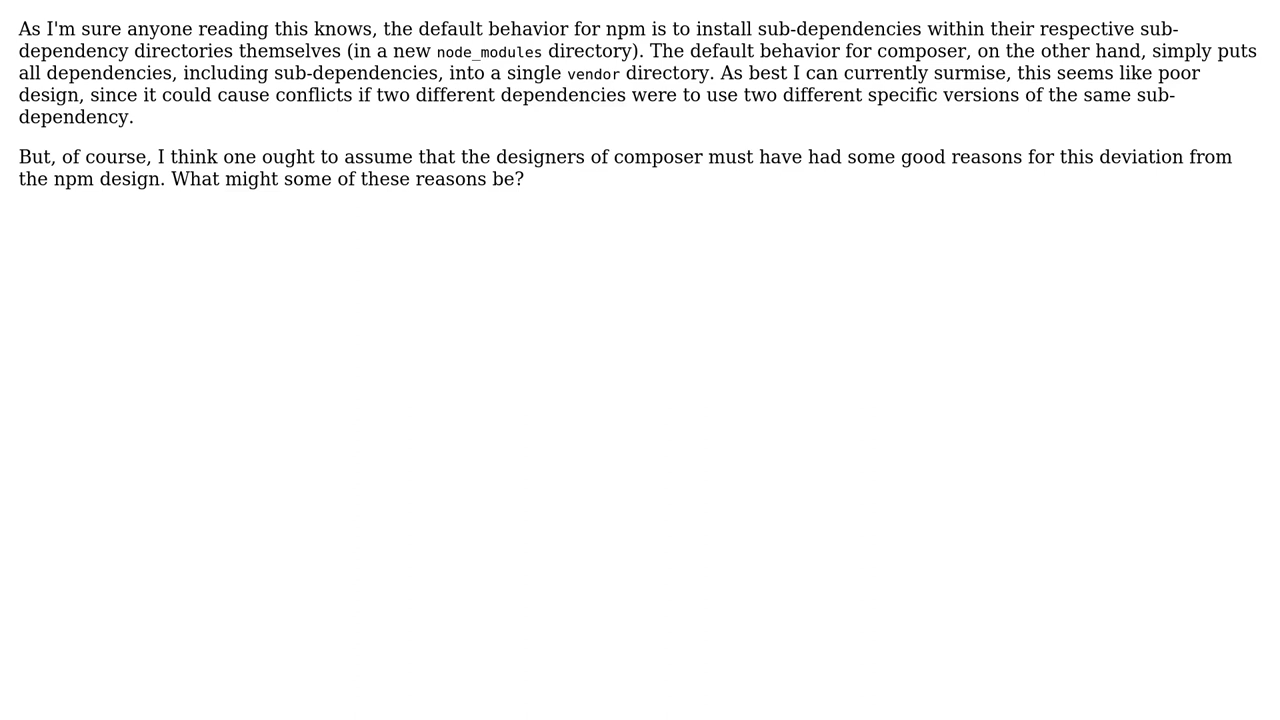 As I'm sure anyone reading this knows, the default behavior for npm is to install sub-dependencies within their respective sub-
dependency directories themselves (in a new node_modules directory). The default behavior for composer, on the other hand, simply puts
all dependencies, including sub-dependencies, into a single vendor directory. As best I can currently surmise, this seems like poor
design, since it could cause conflicts if two different dependencies were to use two different specific versions of the same sub-
dependency.
But, of course, I think one ought to assume that the designers of composer must have had some good reasons for this deviation from
the npm design. What might some of these reasons be?